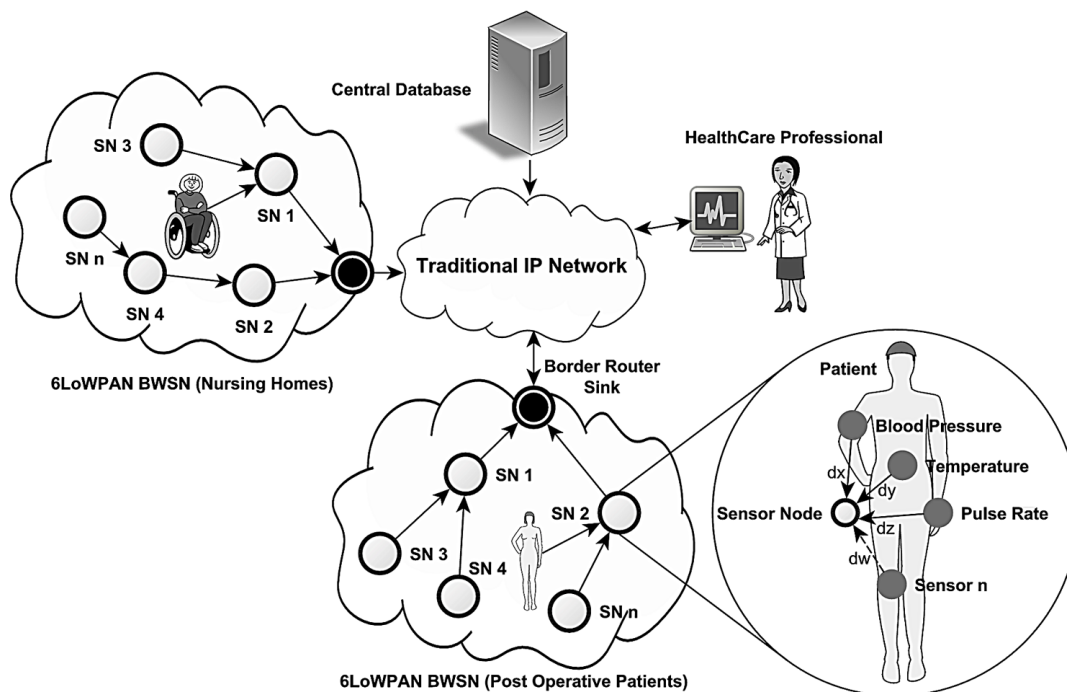 Central Database
HealthCare Professional
SN 3
SN 1
SN n
SN 4
SN 2
Traditional IP Network
6LoWPAN BWSN (Nursing Homes)
Border Router
Sink
SN 1
SN 2
SN 3
SN 4
SN n
6LoWPAN BWSN (Post Operative Patients)
Patient
Blood Pressure
dx
Temperature
dy
Sensor Node
Pulse Rate
dz
dw
Sensor n